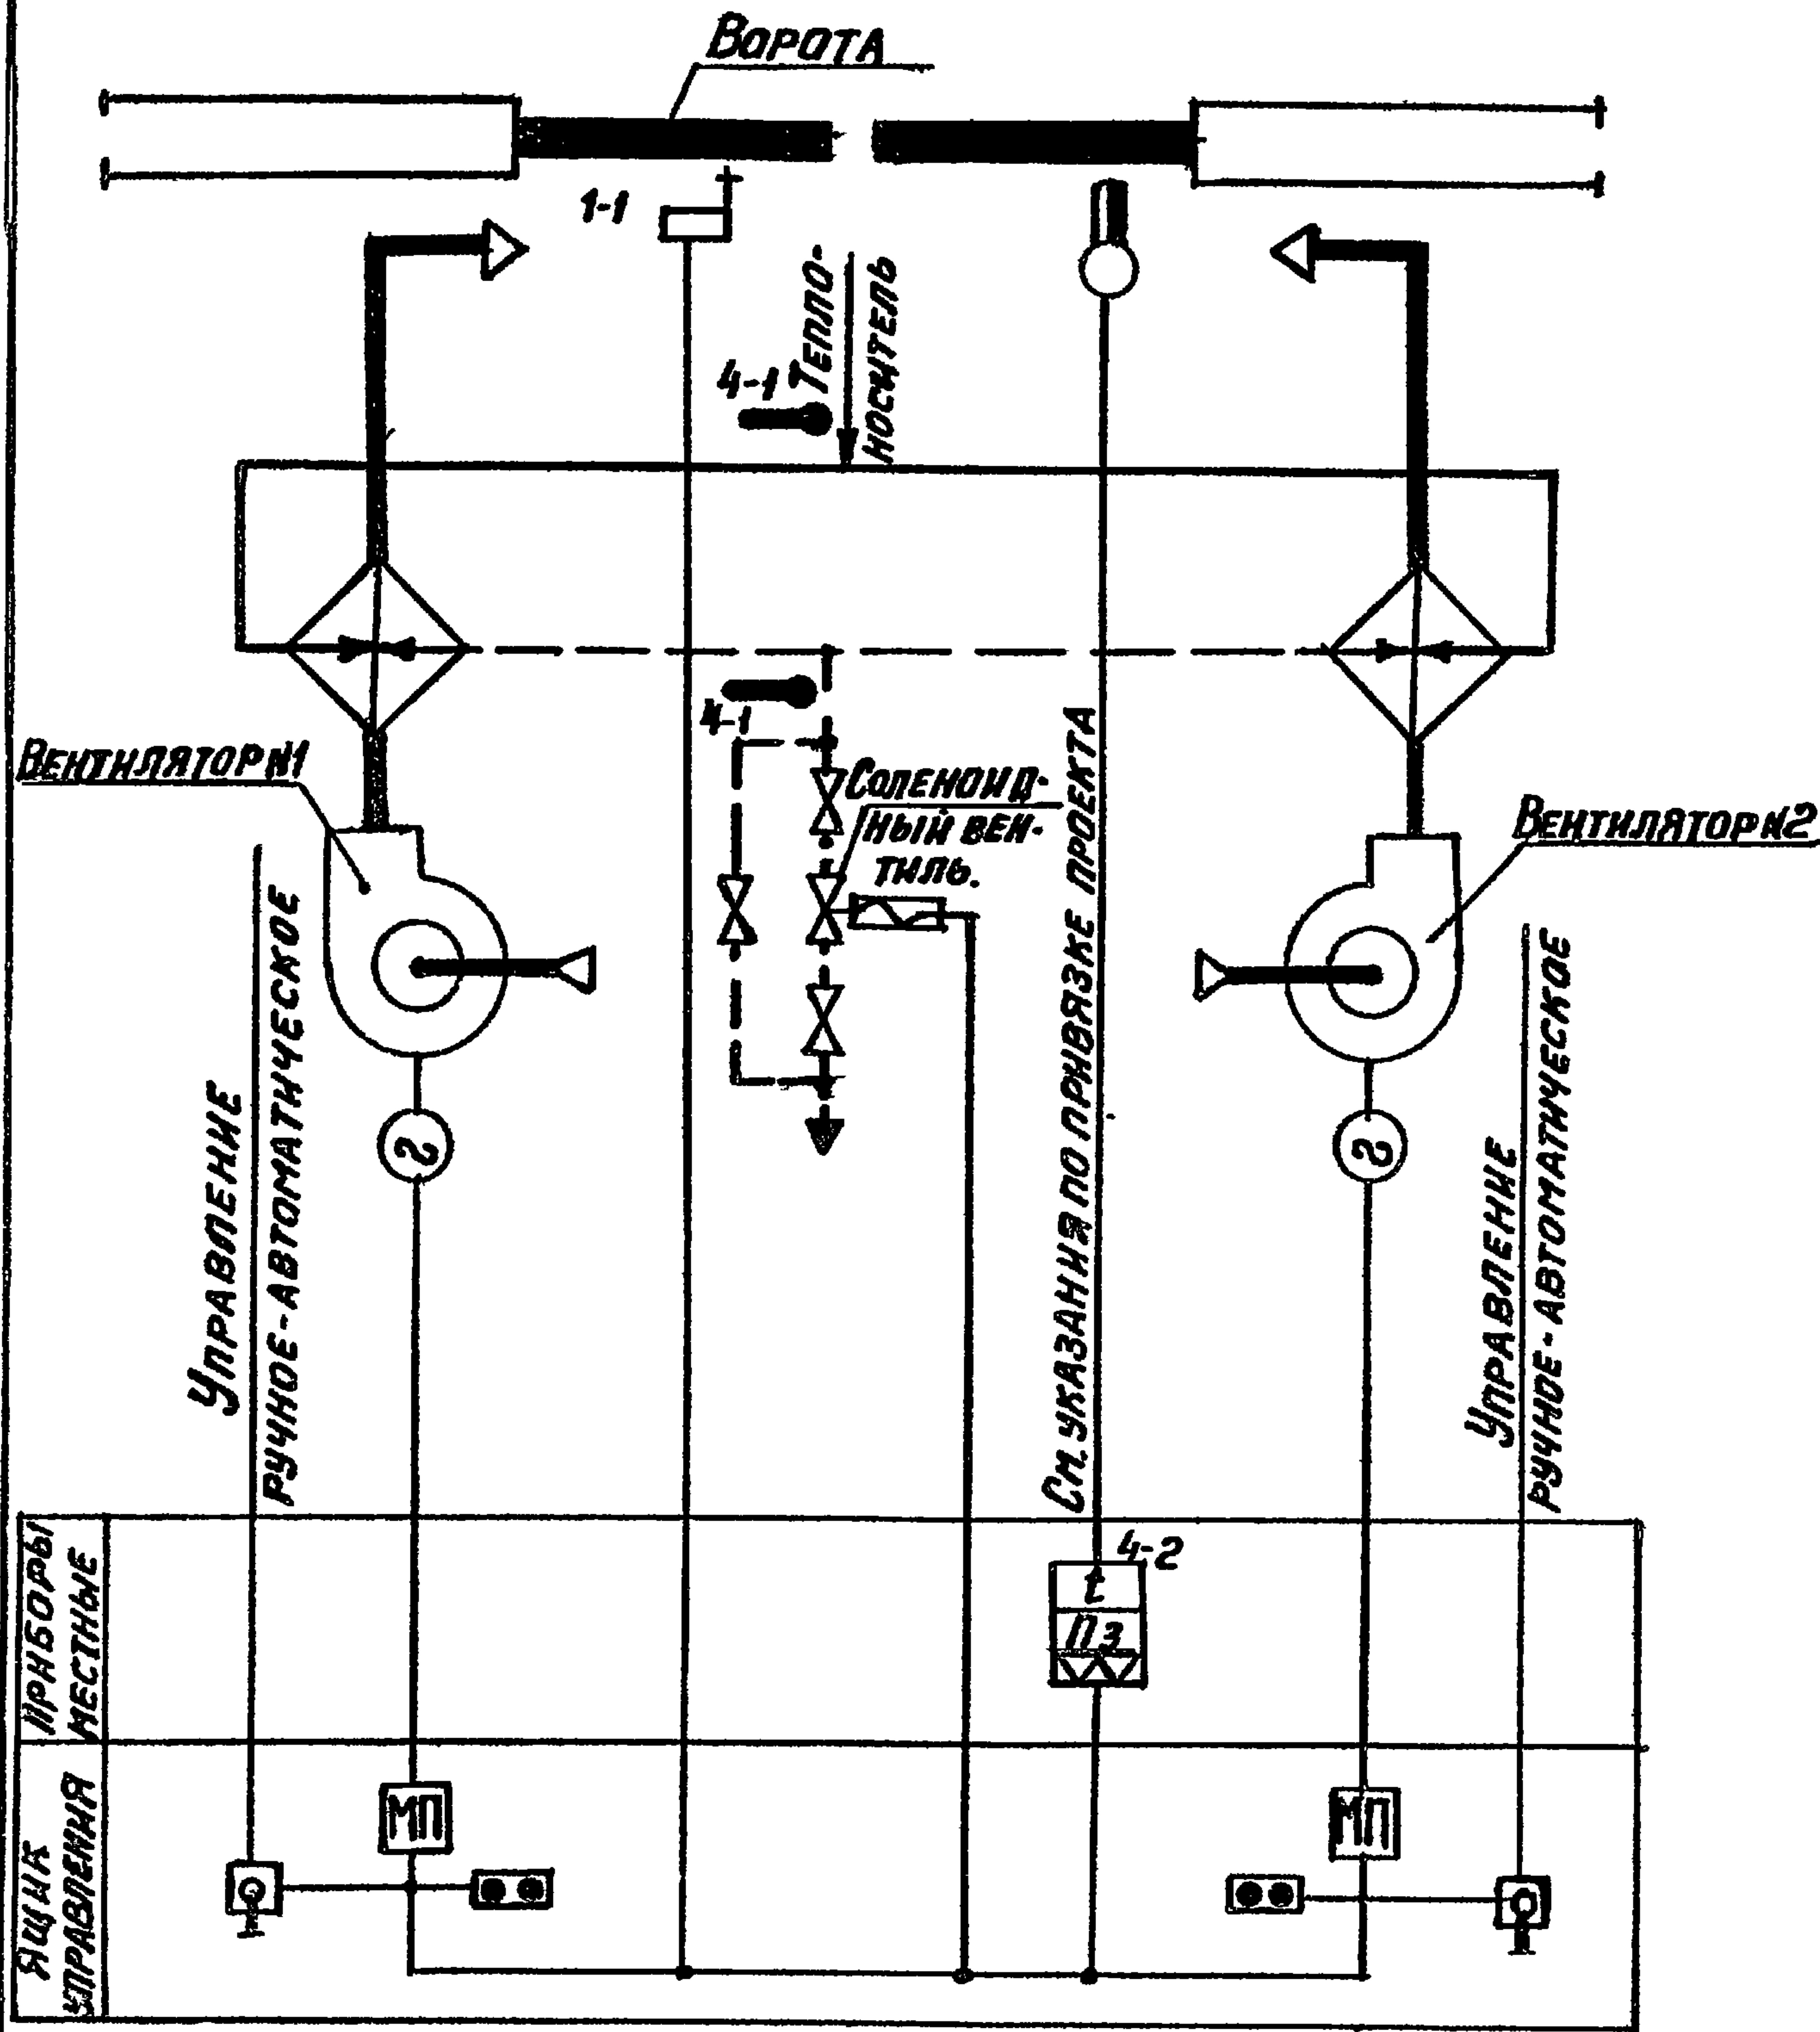 Ворота
1-1
Тепло-
носитель
4-1
4-1
Вентилятор №1
Соленоид-
ный вен-
тиль.
Вентилятор №2
Управление
ручное-автоматическое
См. указания по привязке проекта
Управление
ручное-автоматическое
Приборы
местные
4-2
t
ПЗ
Ящик
управления
МП
МП